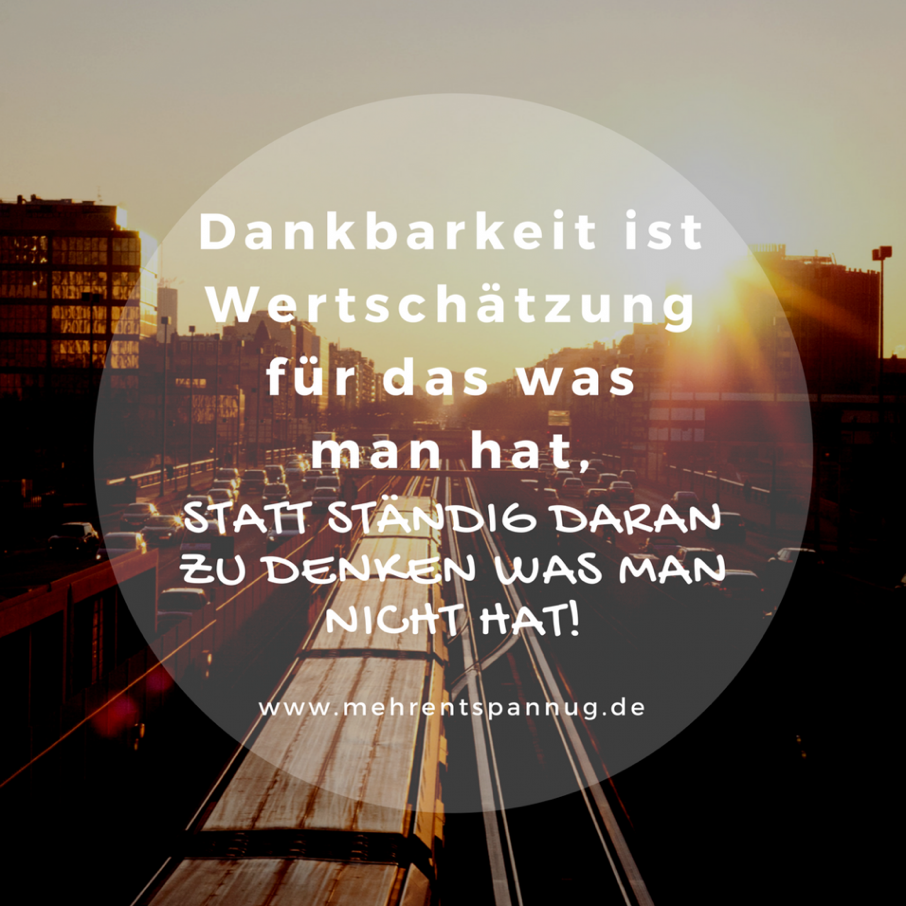 Dankbarkeit ist
Wertschätzung
für das was
man hat,
STATT STÄNDIG DARAN
ZU DENKEN WAS MAN
NICHT HAT!
www.mehrentspannug.de